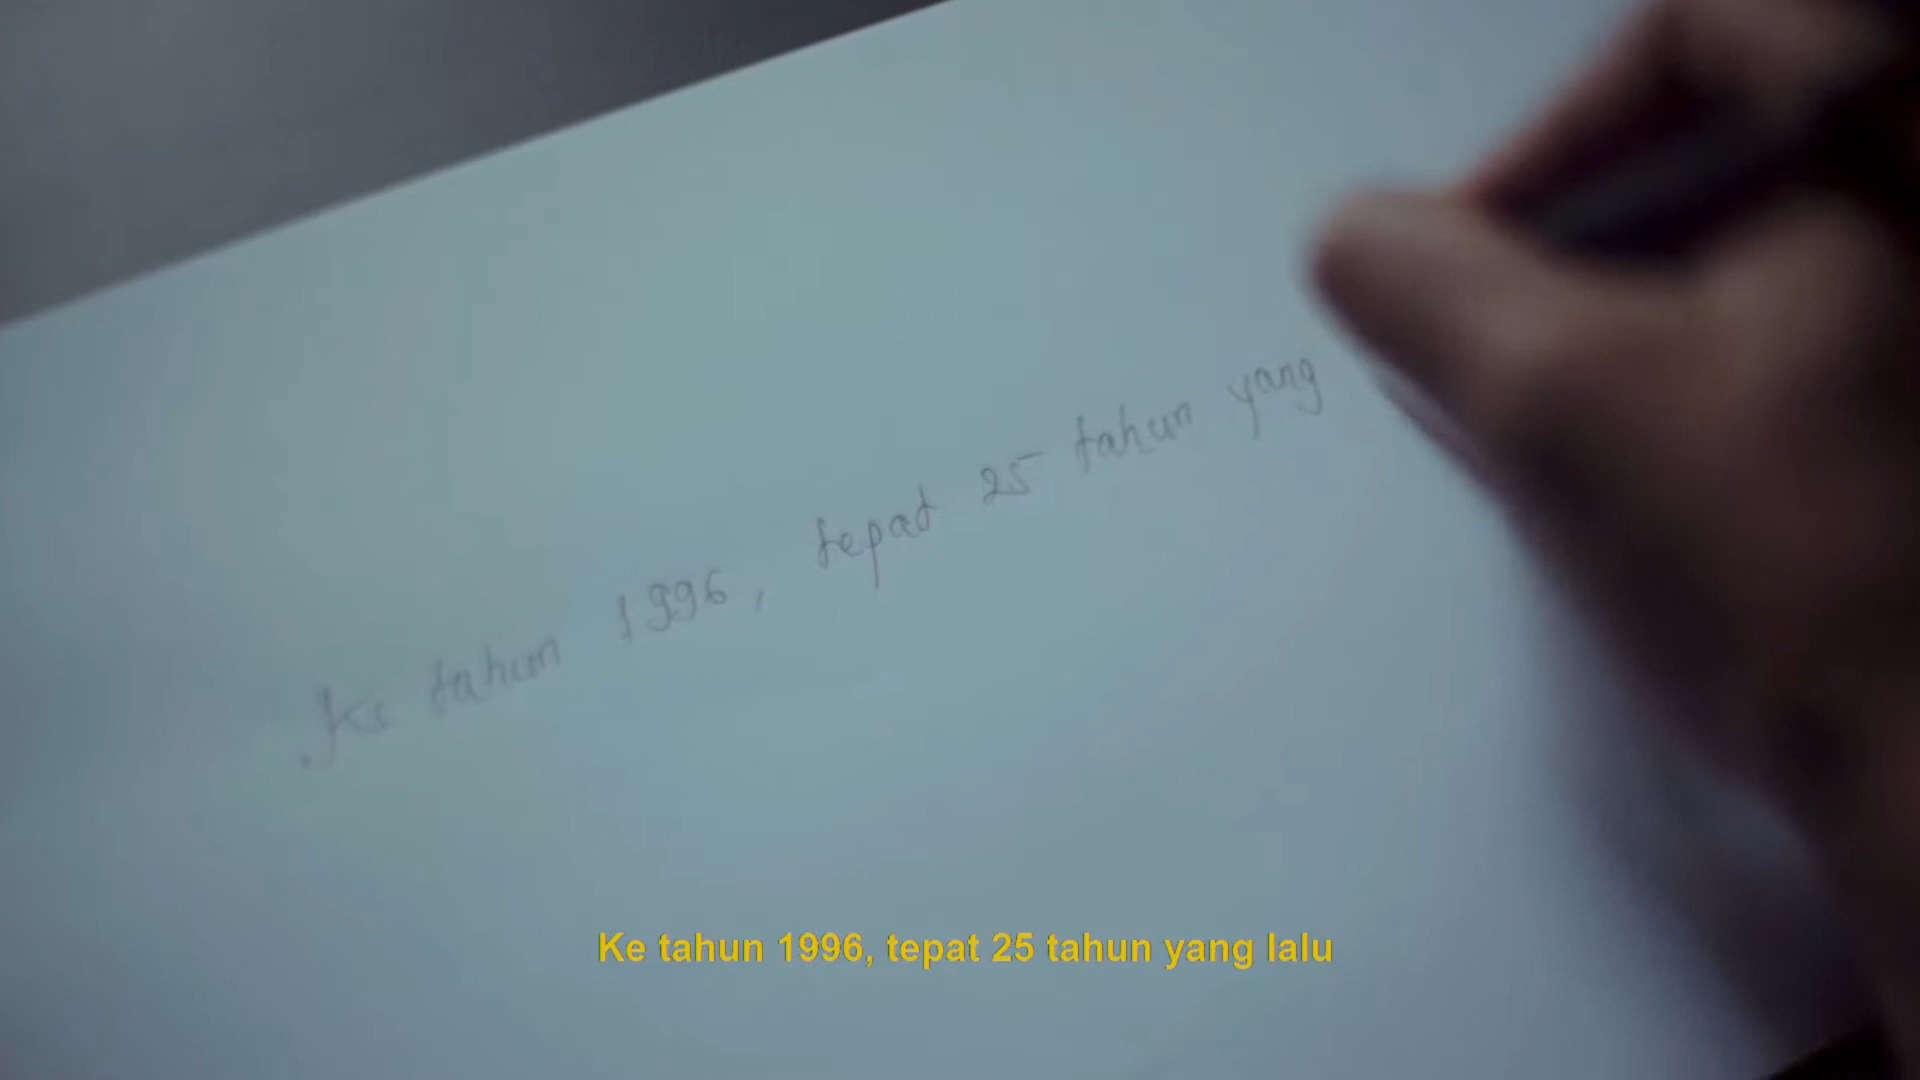 Ke tahun 1996, tepat 25 tahun yang
Ke tahun 1996, tepat 25 tahun yang lalu